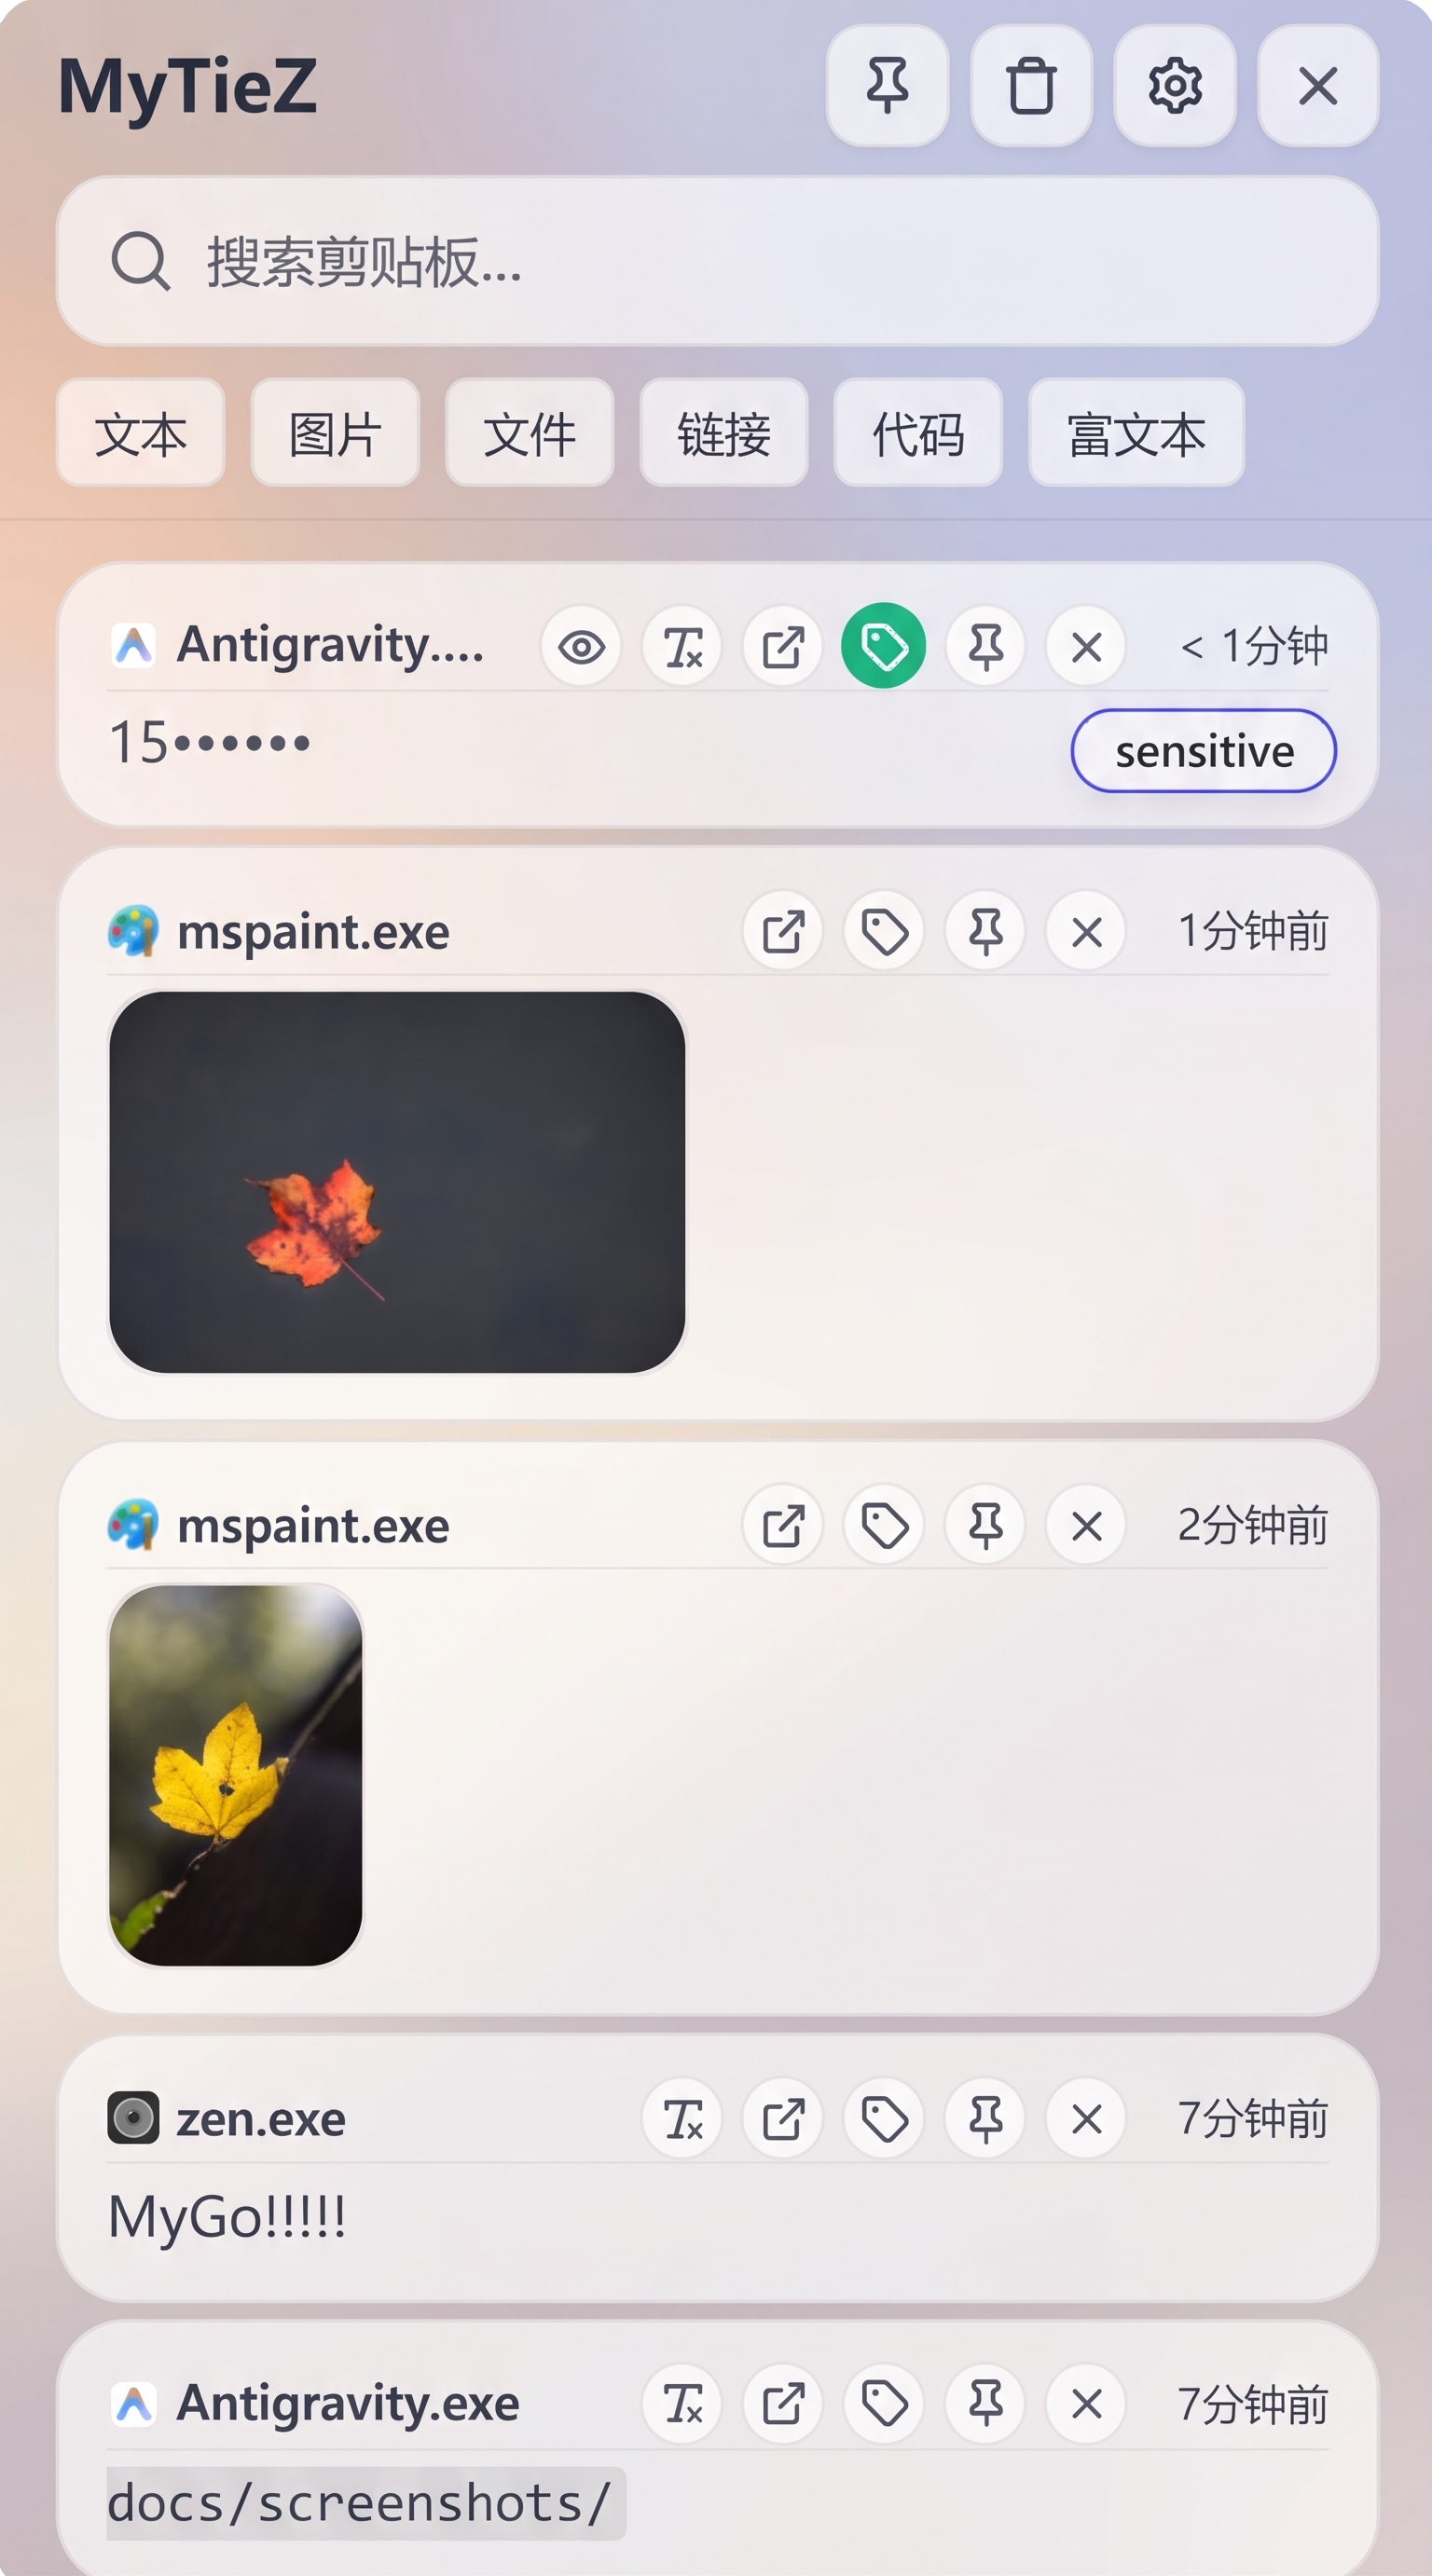 MyTieZ
搜索剪贴板...
文本 图片 文件 链接 代码 富文本
Antigravity.... < 1分钟
15••••••
sensitive
mspaint.exe 1分钟前
mspaint.exe 2分钟前
zen.exe 7分钟前
MyGo!!!!!
Antigravity.exe 7分钟前
docs/screenshots/